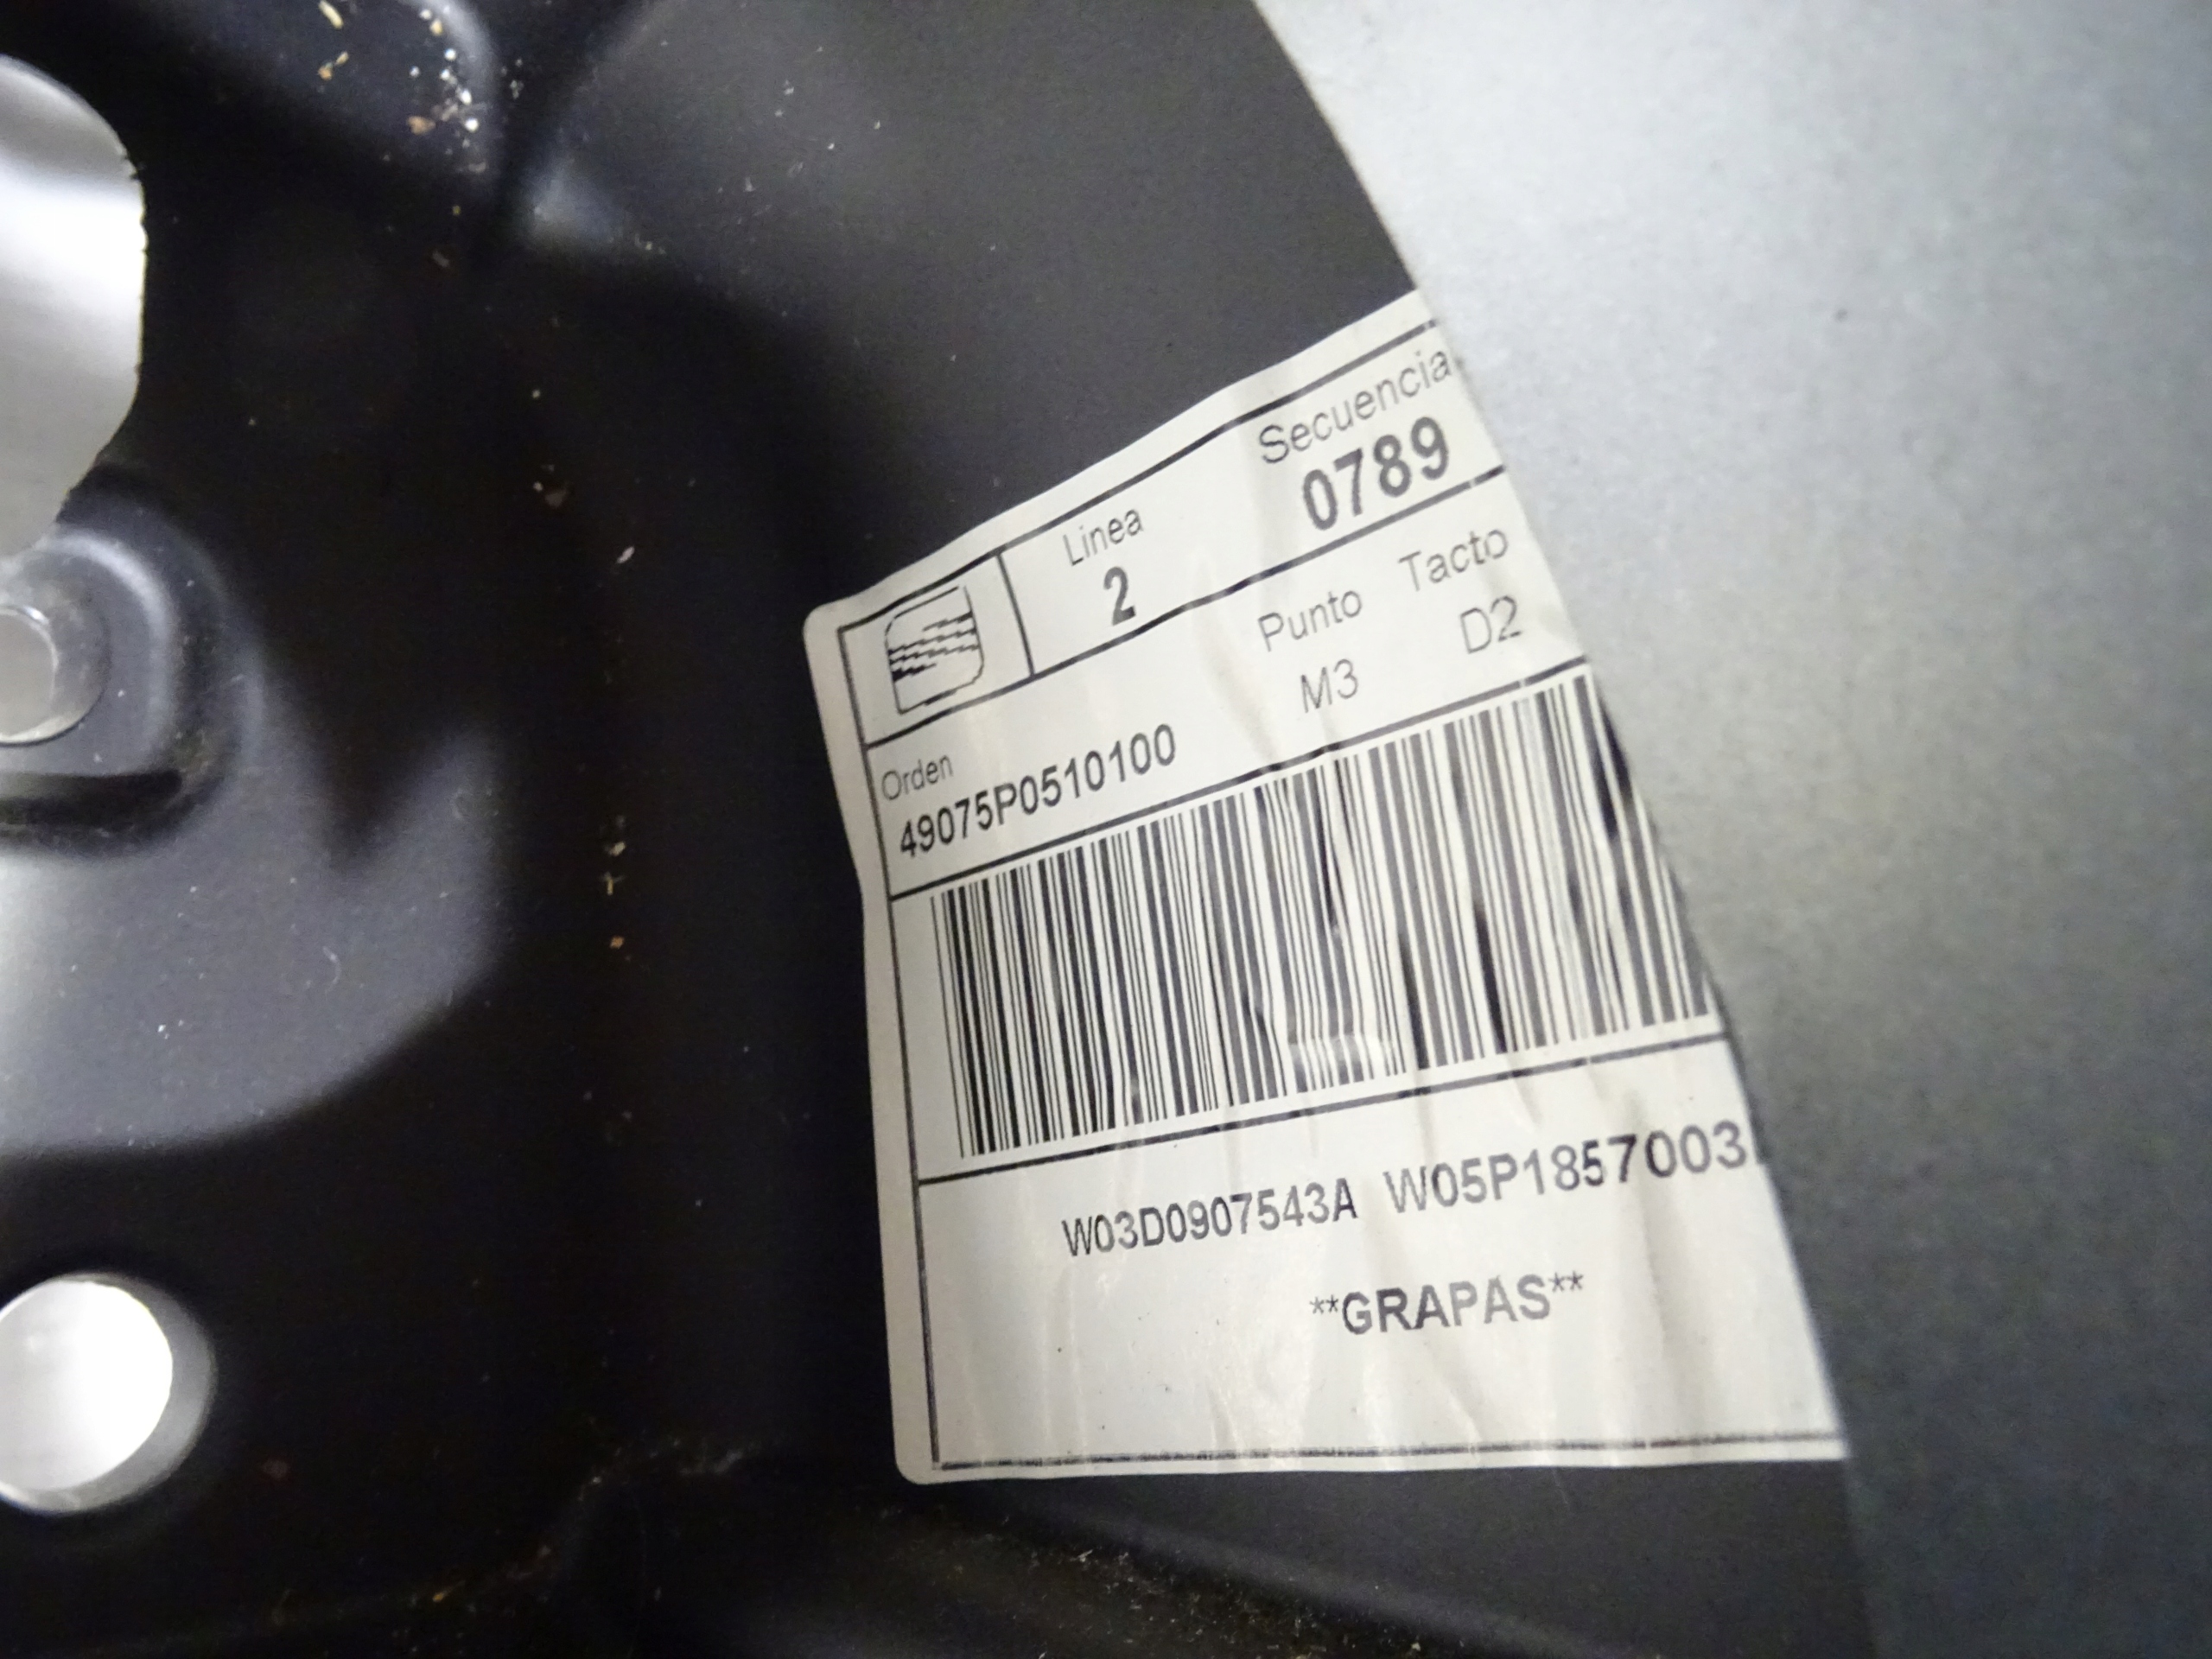 Linea Secuencia
2 0789
Orden Punto Tacto
49075P0510100 M3 D2
W03D0907543A W05P1857003
**GRAPAS**